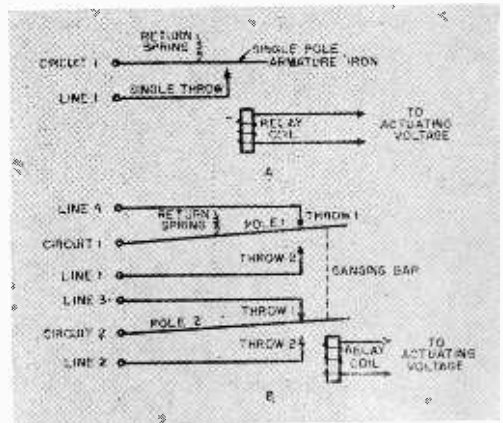 RETURN
SPRING
SINGLE POLE
CIRCUIT 1
ARMATURE IRON
LINE 1
SINGLE THROW
RELAY
COIL
TO
ACTUATING
VOLTAGE
A
LINE 4
RETURN
SPRING
POLE 1
THROW 1
CIRCUIT 1
THROW 2
LINE 1
GANGING BAR
LINE 3
THROW 1
CIRCUIT 2
POLE 2
THROW 2
LINE 2
RELAY
COIL
TO
ACTUATING
VOLTAGE
B